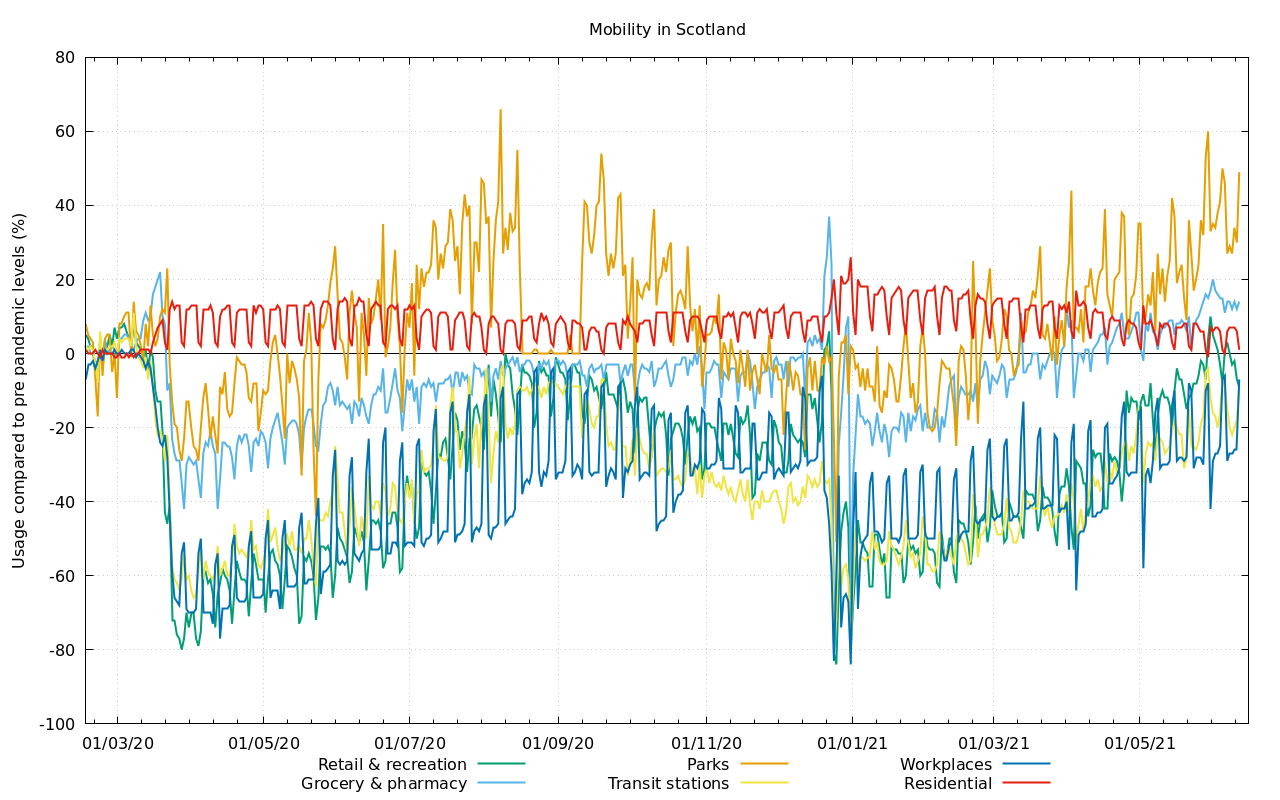 Mobility in Scotland
Usage compared to pre pandemic levels (%)
80
60
40
20
0
-20
-40
-60
-80
-100
01/03/20 01/05/20 01/07/20 01/09/20 01/11/20 01/01/21 01/03/21 01/05/21
Retail & recreation Parks Workplaces
Grocery & pharmacy Transit stations Residential